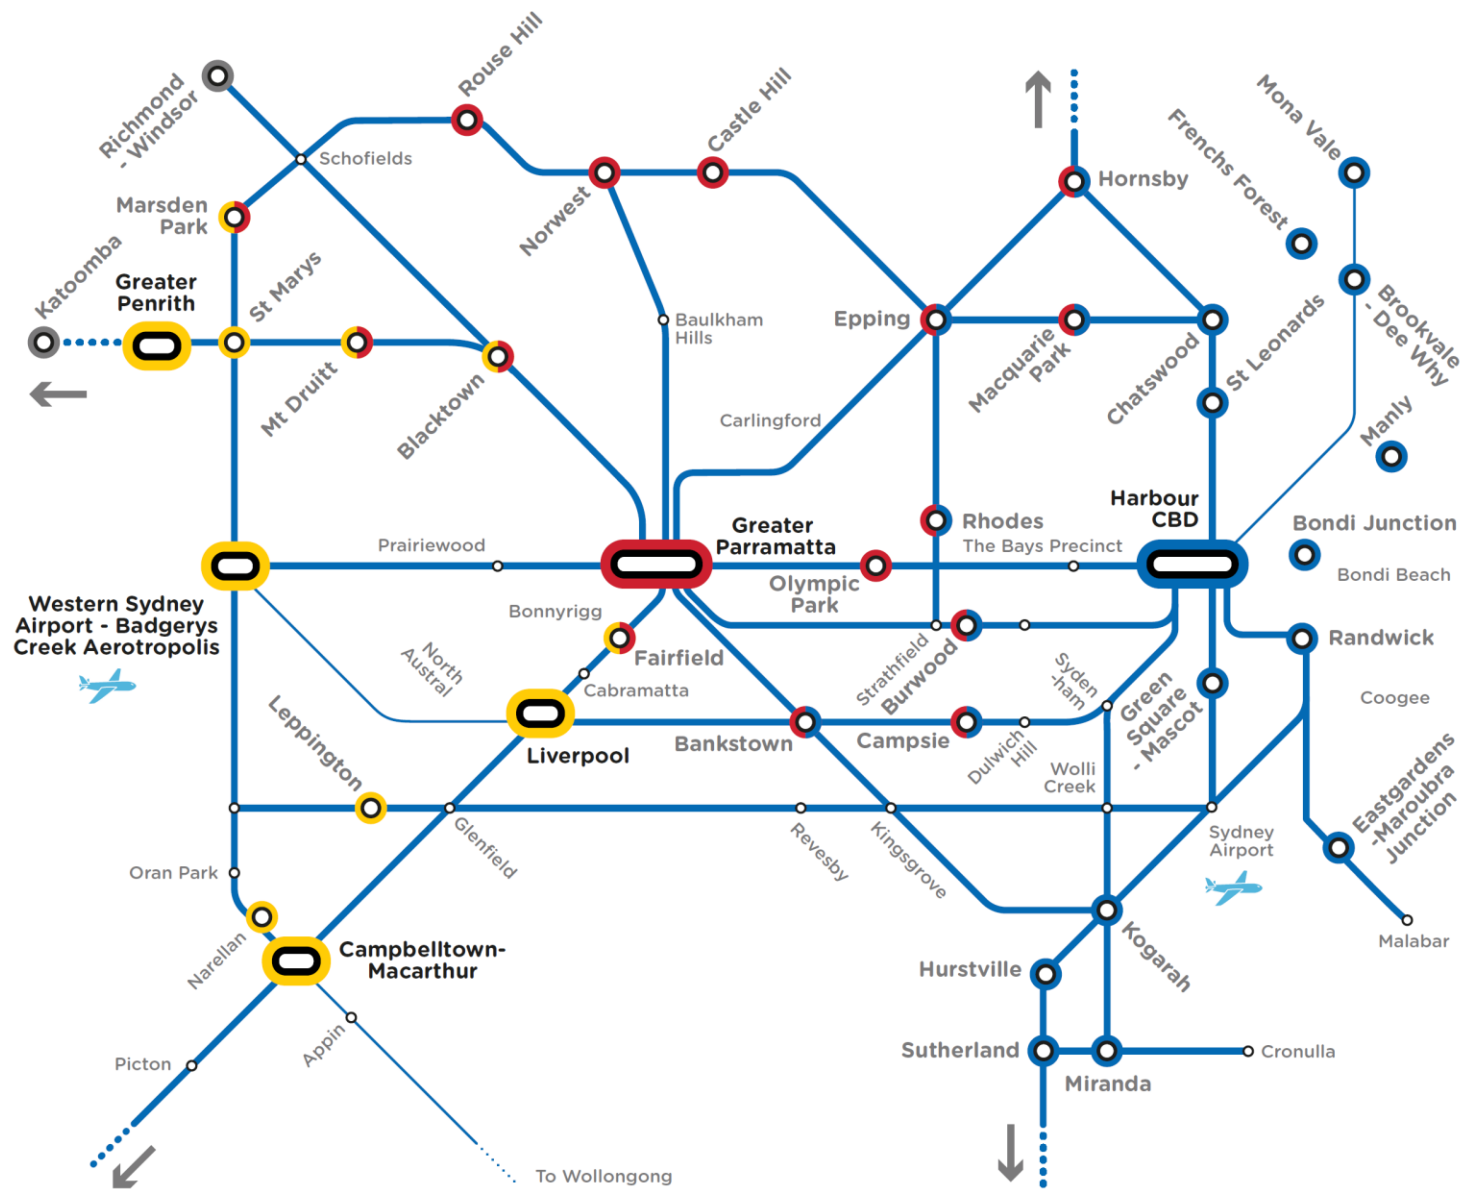 Rouse Hill
Castle Hill
Richmond
- Windsor
Schofields
Mona Vale
Frenchs Forest
Hornsby
Marsden
Park
Norwest
Katoomba
Greater
Penrith
St Marys
Baulkham
Hills
Epping
Macquarie
Park
Chatswood
St Leonards
Brookvale
- Dee Why
Mt Druitt
Blacktown
Carlingford
Manly
Harbour
CBD
Greater
Parramatta
Rhodes
Bondi Junction
Prairiewood
The Bays Precinct
Olympic
Park
Bondi Beach
Western Sydney
Airport - Badgerys
Creek Aerotropolis
Bonnyrigg
Fairfield
Randwick
North
Austral
Cabramatta
Strathfield
Burwood
Syden
-ham
Green
Square
- Mascot
Coogee
Leppington
Liverpool
Bankstown
Campsie
Dulwich
Hill
Wolli
Creek
Eastgardens
-Maroubra
Junction
Glenfield
Revesby
Kingsgrove
Sydney
Airport
Oran Park
Narellan
Campbelltown-
Macarthur
Kogarah
Malabar
Hurstville
Picton
Appin
Sutherland
Miranda
Cronulla
To Wollongong